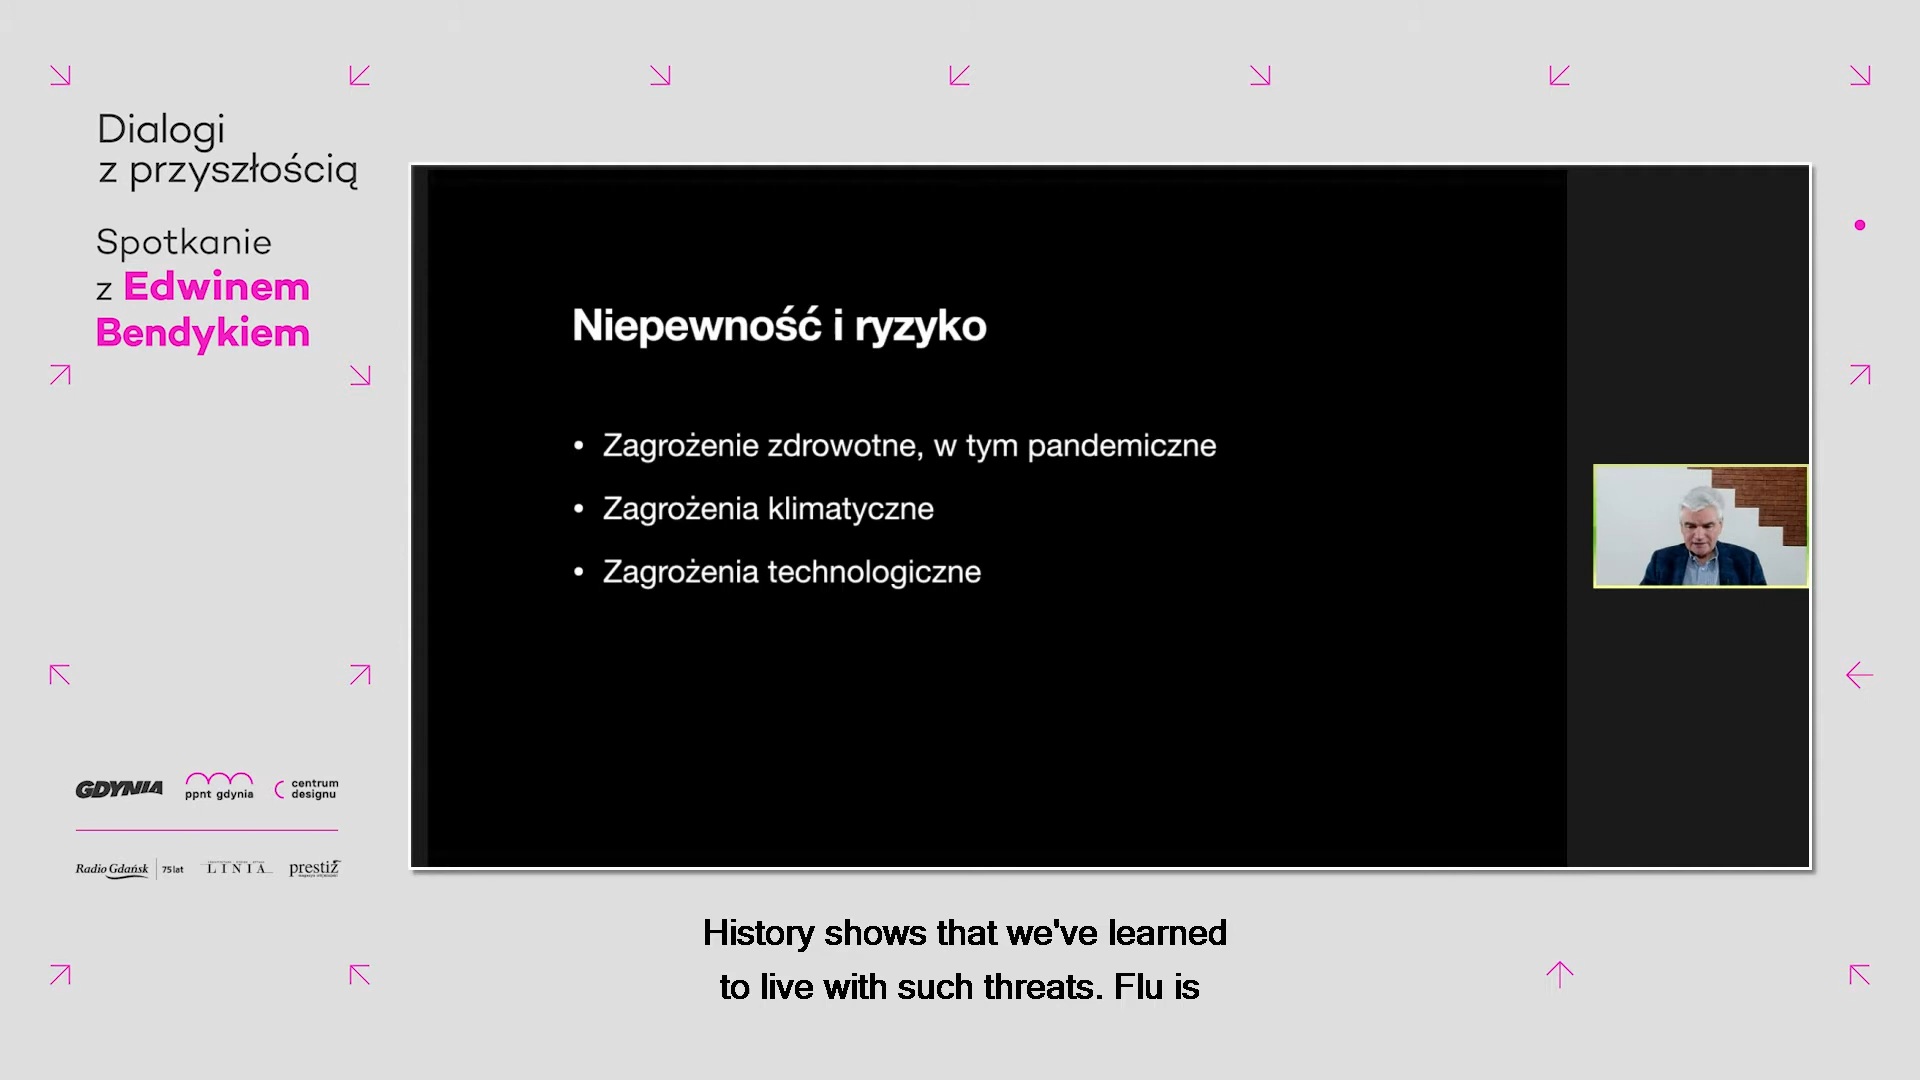 Dialogi
z przyszłością
Spotkanie
z Edwinem
Bendykiem
Niepewność i ryzyko
• Zagrożenie zdrowotne, w tym pandemiczne
• Zagrożenia klimatyczne
• Zagrożenia technologiczne
GDYNIA
ppnt gdynia
centrum
designu
Radio Gdańsk
75 lat
LINIA
prestiż
History shows that we've learned
to live with such threats. Flu is